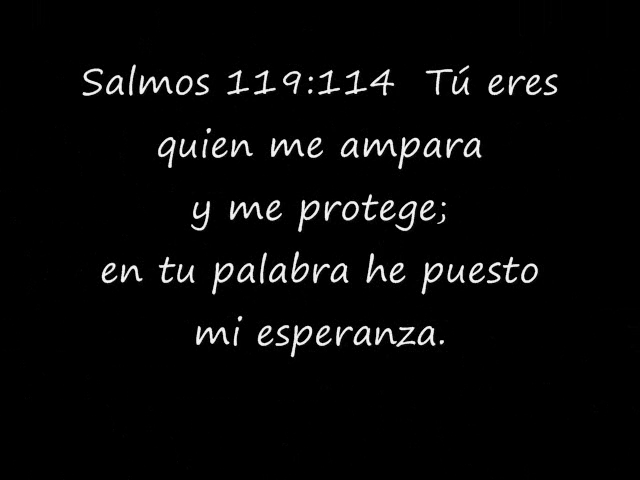 Salmos 119:114 Tú eres
quien me ampara
y me protege;
en tu palabra he puesto
mi esperanza.